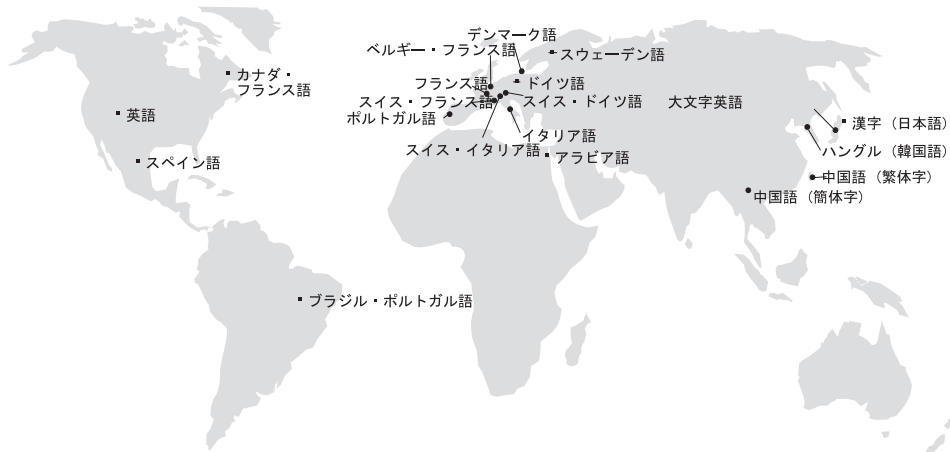 デンマーク語
ベルギー・フランス語
スウェーデン語
カナダ・
フランス語
フランス語
ドイツ語
スイス・フランス語
スイス・ドイツ語
大文字英語
英語
ポルトガル語
漢字（日本語）
イタリア語
スイス・イタリア語
ハングル（韓国語）
アラビア語
スペイン語
中国語（繁体字）
中国語（簡体字）
ブラジル・ポルトガル語